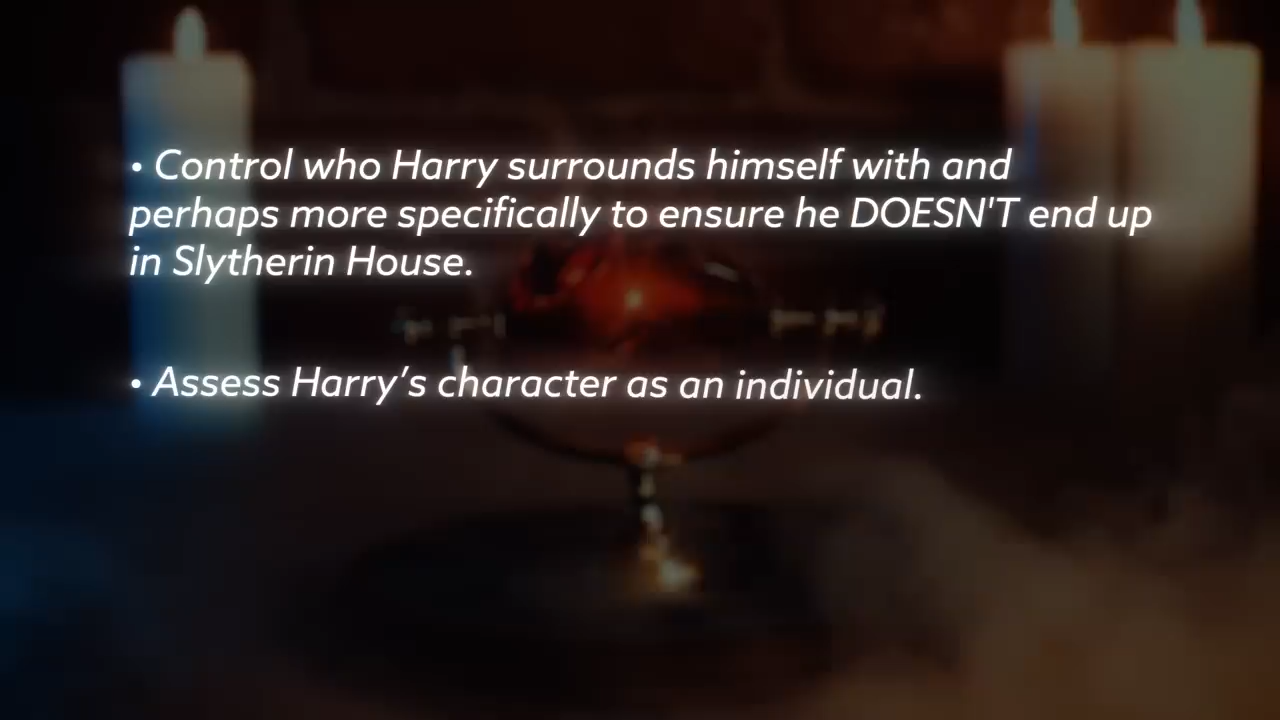 • Control who Harry surrounds himself with and
perhaps more specifically to ensure he DOESN'T end up
in Slytherin House.
• Assess Harry’s character as an individual.